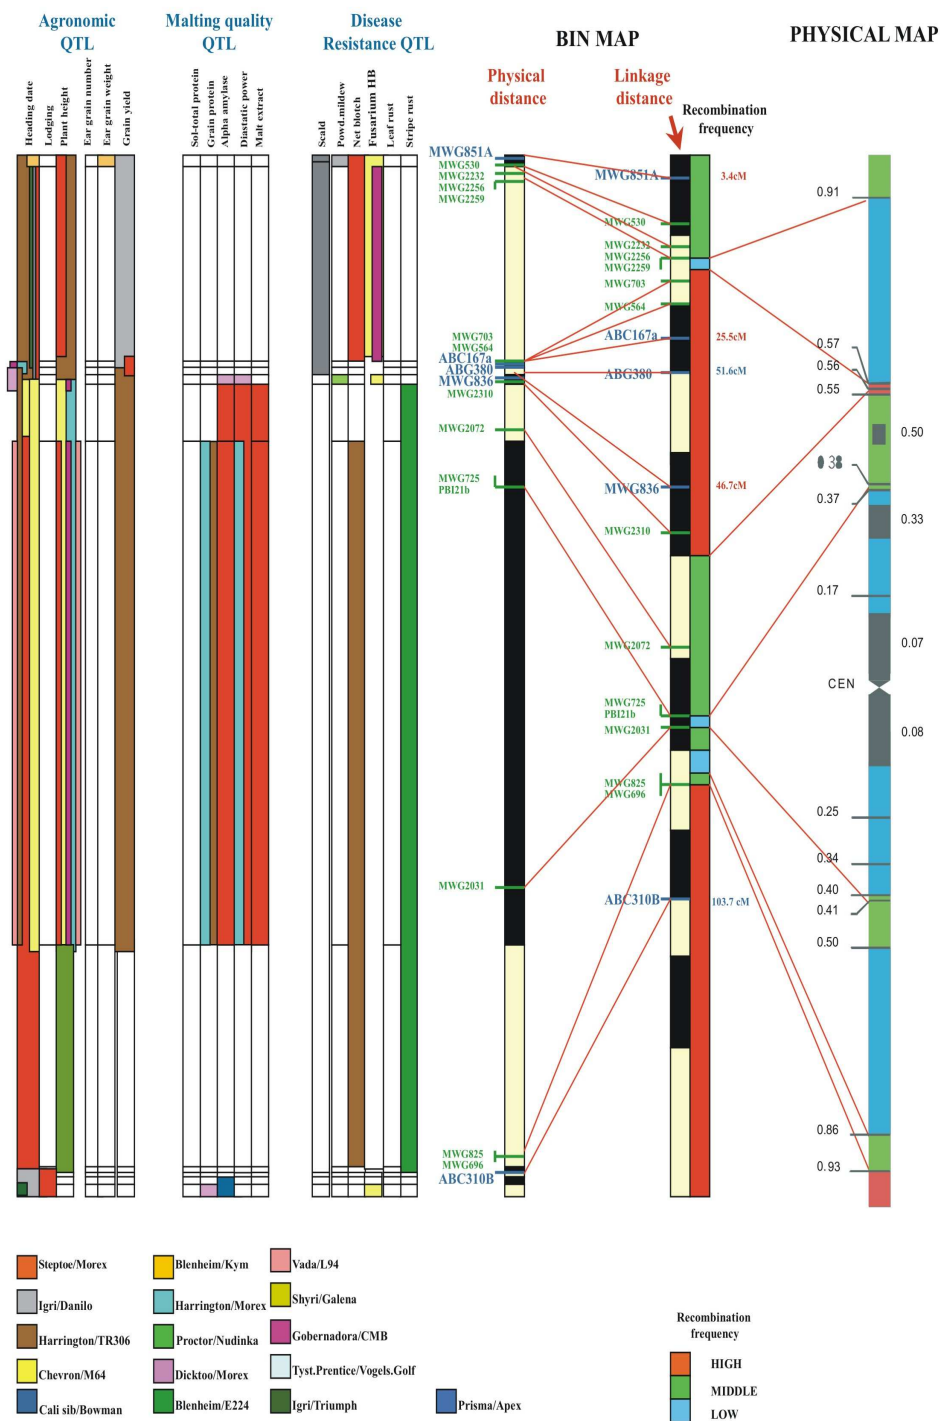 Agronomic
QTL
Malting quality
QTL
Disease
Resistance QTL
BIN MAP
PHYSICAL MAP
Physical
distance
Linkage
distance
Recombination
frequency
Heading date
Lodging
Plant height
Ear grain number
Ear grain weight
Grain yield
Sol-total protein
Grain protein
Alpha amylase
Diastatic power
Malt extract
Scald
Powd.mildew
Net blotch
Fusarium HB
Leaf rust
Stripe rust
MWG851A
MWG530
MWG2232
MWG2256
MWG2259
MWG703
MWG564
ABC167a
ABG380
MWG836
MWG2310
MWG2072
MWG725
PBI21b
MWG2031
MWG825
MWG696
ABC310B
MWG851A
MWG530
MWG2232
MWG2256
MWG2259
MWG703
MWG564
ABC167a
ABG380
MWG836
MWG2310
MWG2072
MWG725
PBI21b
MWG2031
MWG825
MWG696
ABC310B
3.4cM
25.5cM
51.6cM
46.7cM
103.7 cM
0.91
0.57
0.56
0.55
0.50
0.38
0.37
0.33
0.17
0.07
CEN
0.08
0.25
0.34
0.40
0.41
0.50
0.86
0.93
Steptoe/Morex
Igri/Danilo
Harrington/TR306
Chevron/M64
Cali sib/Bowman
Blenheim/Kym
Harrington/Morex
Proctor/Nudinka
Dicktoo/Morex
Blenheim/E224
Vada/L94
Shyri/Galena
Gobernadora/CMB
Tyst.Prentice/Vogels.Golf
Igri/Triumph
Prisma/Apex
Recombination
frequency
HIGH
MIDDLE
LOW